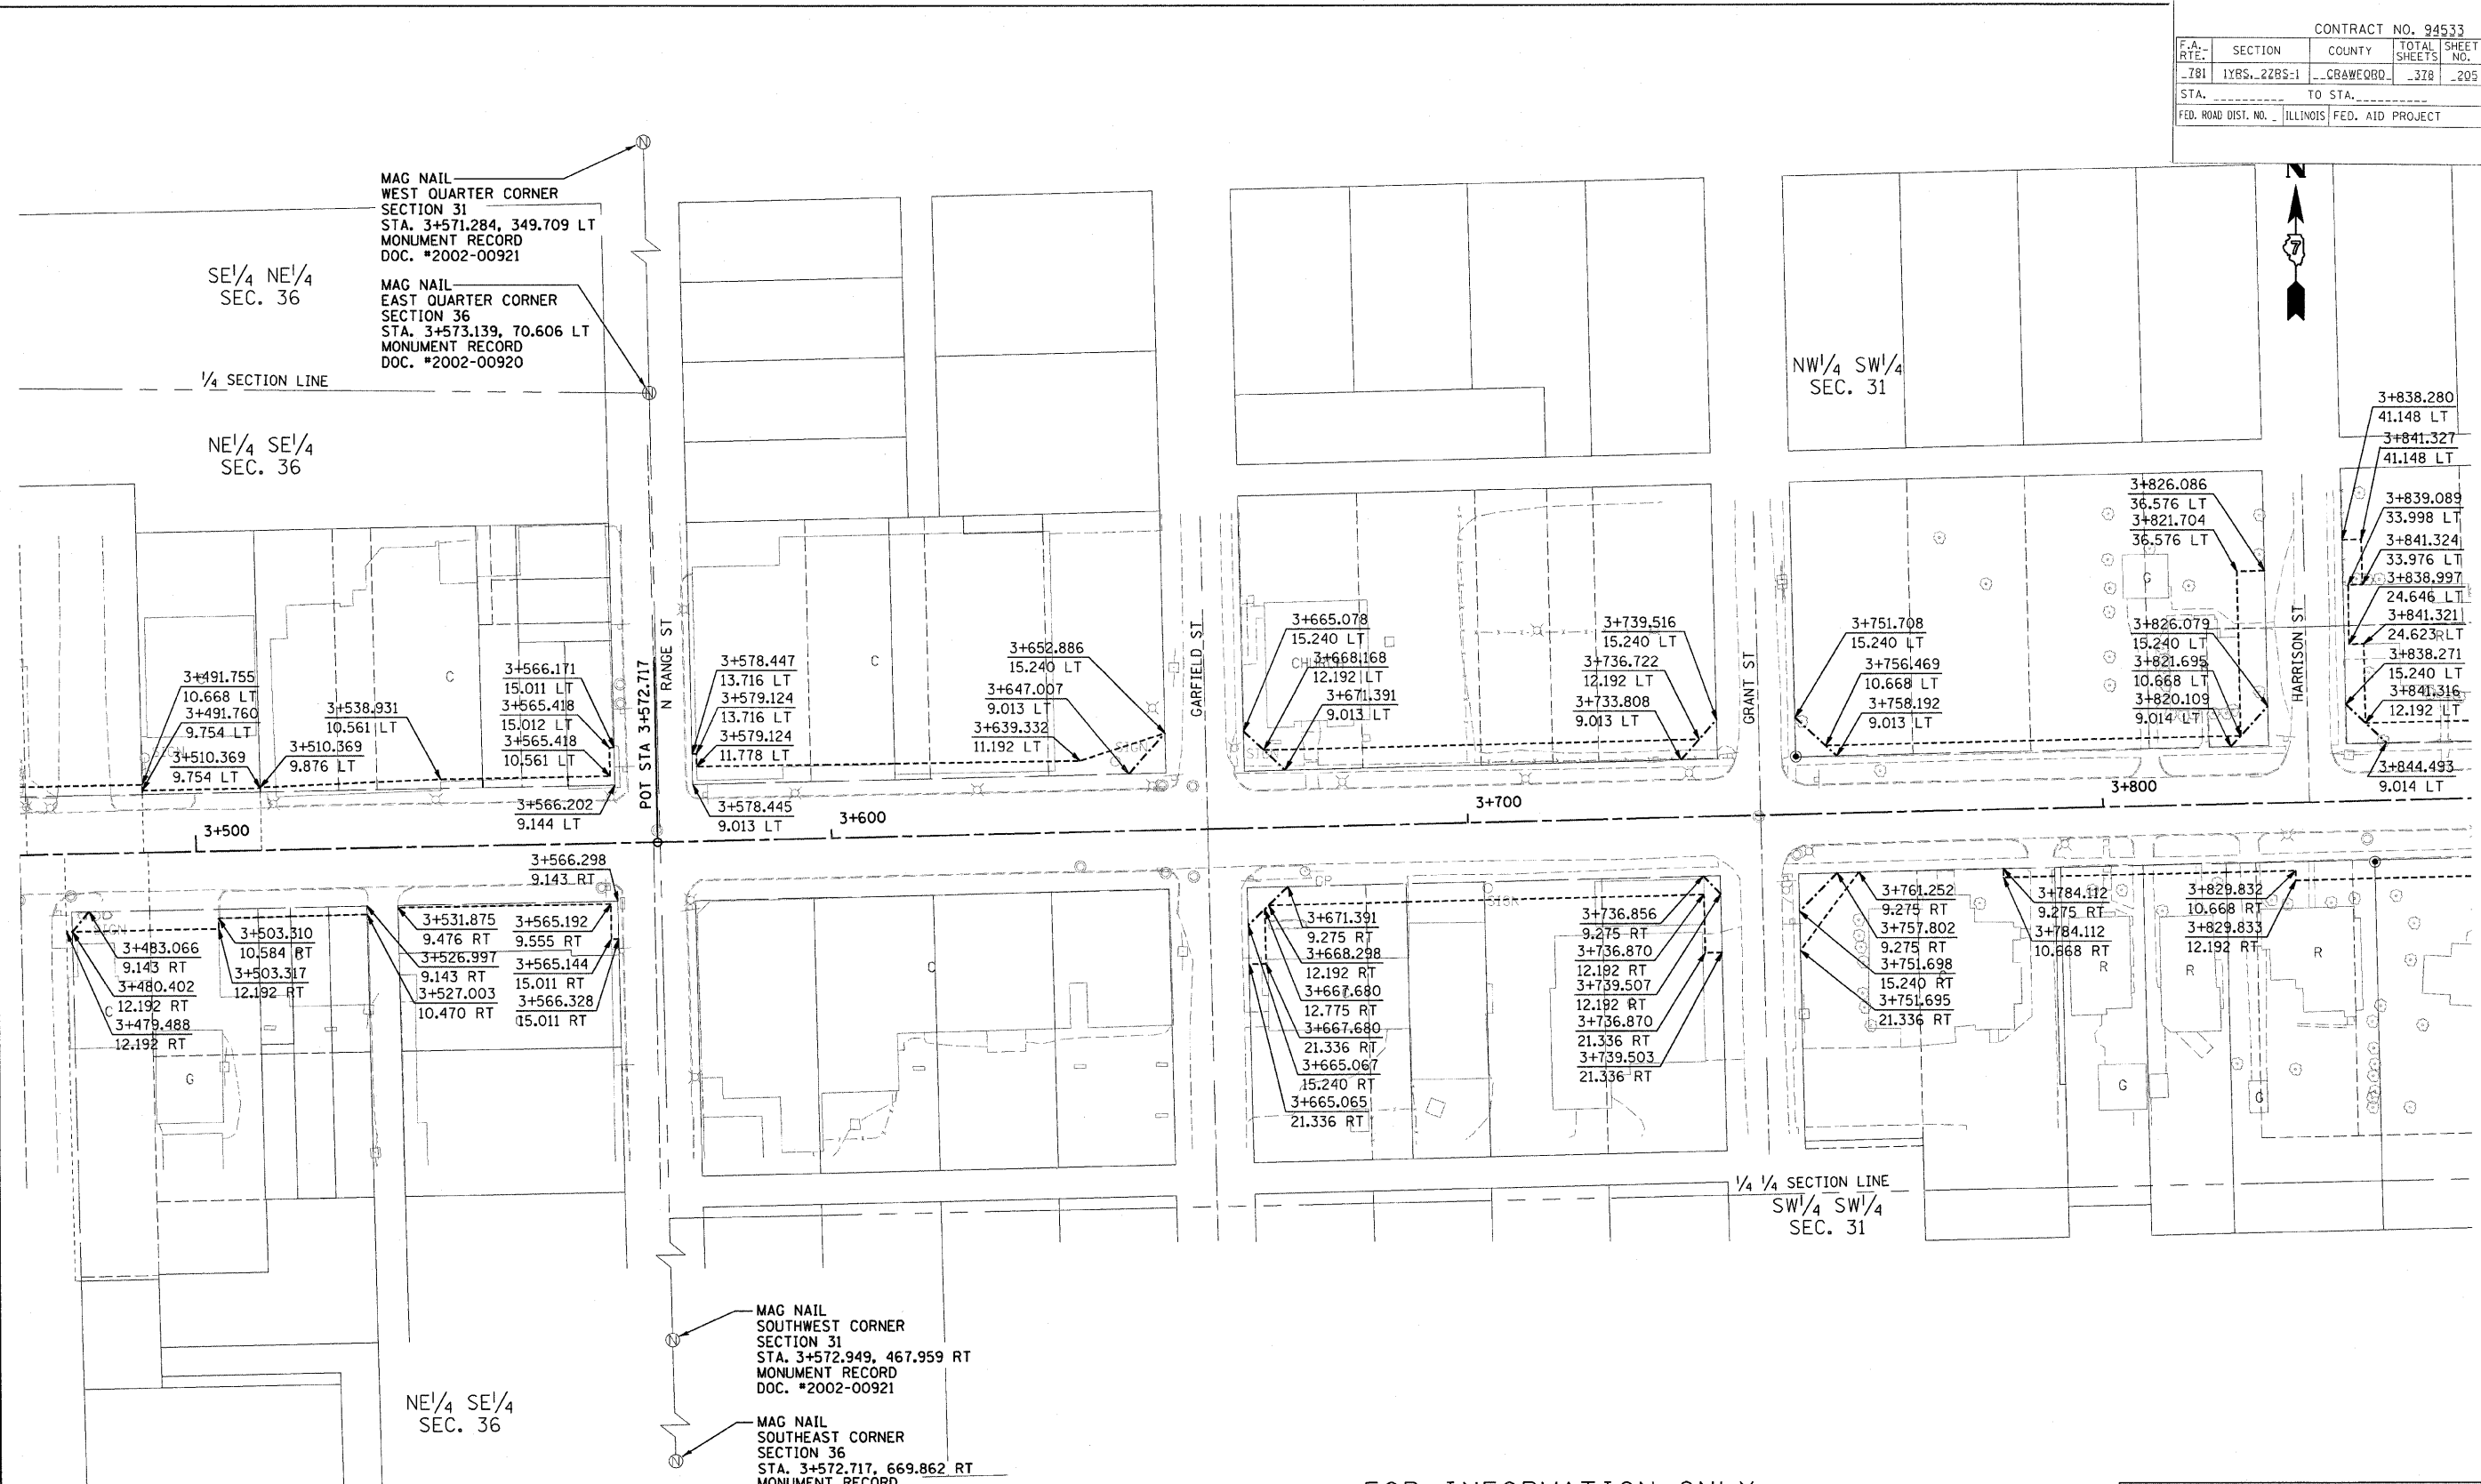 CONTRACT NO. 94533
F.A. RTE. SECTION COUNTY TOTAL SHEETS SHEET NO.
781 1YBS, 2ZBS-1 CRAWFORD 378 205
STA. TO STA.
FED. ROAD DIST. NO. ILLINOIS FED. AID PROJECT
N
7
MAG NAIL
WEST QUARTER CORNER
SECTION 31
STA. 3+571.284, 349.709 LT
MONUMENT RECORD
DOC. #2002-00921
MAG NAIL
EAST QUARTER CORNER
SECTION 36
STA. 3+573.139, 70.606 LT
MONUMENT RECORD
DOC. #2002-00920
SE1/4 NE1/4
SEC. 36
1/4 SECTION LINE
NE1/4 SE1/4
SEC. 36
NW1/4 SW1/4
SEC. 31
3+838.280
41.148 LT
3+841.327
41.148 LT
3+839.089
33.998 LT
3+841.324
33.976 LT
3+838.997
24.646 LT
3+841.321
24.623 LT
3+838.271
15.240 LT
3+841.316
12.192 LT
3+844.493
9.014 LT
3+826.086
36.576 LT
3+821.704
36.576 LT
3+826.079
15.240 LT
3+821.695
10.668 LT
3+820.109
9.014 LT
3+491.755
10.668 LT
3+491.760
9.754 LT
3+510.369
9.754 LT
3+510.369
9.876 LT
3+538.931
10.561 LT
3+566.171
15.011 LT
3+565.418
15.012 LT
3+565.418
10.561 LT
3+566.202
9.144 LT
POT STA 3+572.717
N RANGE ST
3+578.447
13.716 LT
3+579.124
13.716 LT
3+579.124
11.778 LT
3+578.445
9.013 LT
3+652.886
15.240 LT
3+647.007
9.013 LT
3+639.332
11.192 LT
GARFIELD ST
3+665.078
15.240 LT
3+668.168
12.192 LT
3+671.391
9.013 LT
3+739.516
15.240 LT
3+736.722
12.192 LT
3+733.808
9.013 LT
GRANT ST
3+751.708
15.240 LT
3+756.469
10.668 LT
3+758.192
9.013 LT
HARRISON ST
C
C
G
SIGN
3+500
3+600
3+700
3+800
3+566.298
9.143 RT
3+483.066
9.143 RT
3+480.402
12.192 RT
3+479.488
12.192 RT
3+503.310
10.584 RT
3+503.317
12.192 RT
3+531.875
9.476 RT
3+526.997
9.143 RT
3+527.003
10.470 RT
3+565.192
9.555 RT
3+565.144
15.011 RT
3+566.328
15.011 RT
3+671.391
9.275 RT
3+668.298
12.192 RT
3+667.680
12.775 RT
3+667.680
21.336 RT
3+665.067
15.240 RT
3+665.065
21.336 RT
3+736.856
9.275 RT
3+736.870
12.192 RT
3+739.507
12.192 RT
3+736.870
21.336 RT
3+739.503
21.336 RT
3+761.252
9.275 RT
3+757.802
9.275 RT
3+751.698
15.240 RT
3+751.695
21.336 RT
3+784.112
9.275 RT
3+784.112
10.668 RT
3+829.832
10.668 RT
3+829.833
12.192 RT
C
G
C
R
R
R
G
G
1/4 1/4 SECTION LINE
SW1/4 SW1/4
SEC. 31
MAG NAIL
SOUTHWEST CORNER
SECTION 31
STA. 3+572.949, 467.959 RT
MONUMENT RECORD
DOC. #2002-00921
NE1/4 SE1/4
SEC. 36
MAG NAIL
SOUTHEAST CORNER
SECTION 36
STA. 3+572.717, 669.862 RT
MONUMENT RECORD
FOR INFORMATION ONLY